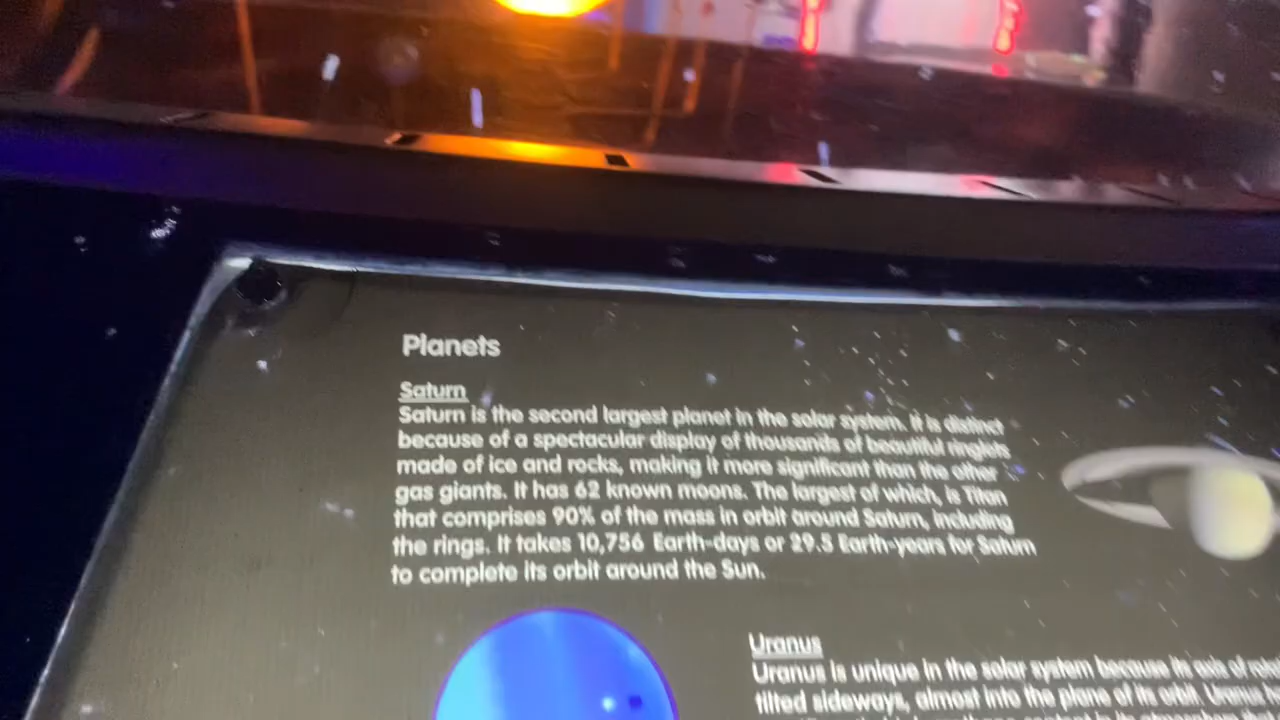 Planets
Saturn
Saturn is the second largest planet in the solar system. It is distinct
because of a spectacular display of thousands of beautiful ringlets
made of ice and rocks, making it more significant than the other
gas giants. It has 62 known moons. The largest of which, is Titan
that comprises 90% of the mass in orbit around Saturn, including
the rings. It takes 10,756 Earth-days or 29.5 Earth-years for Saturn
to complete its orbit around the Sun.
Uranus
Uranus is unique in the solar system because its axis of
tilted sideways, almost into the plane of its orbit. Uranus